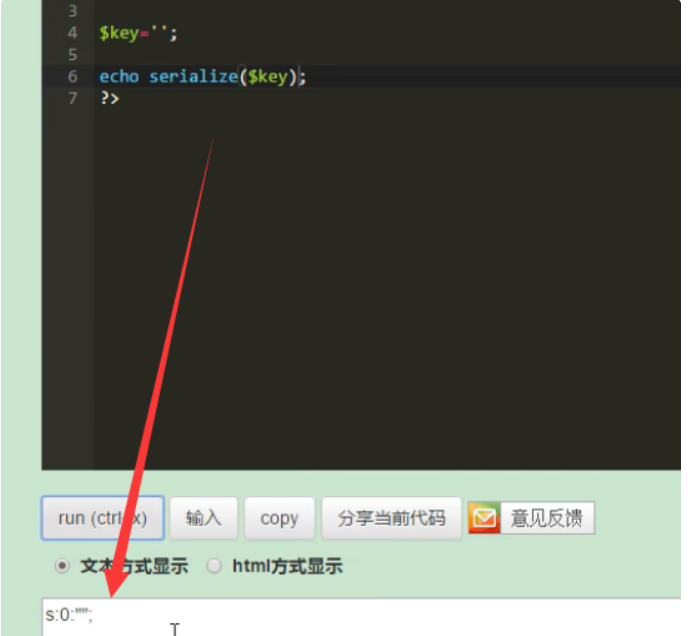 3
4 $key='';
5
6 echo serialize($key);
7 ?>
run (ctrl-x)
输入
copy
分享当前代码
意见反馈
文本方式显示
html方式显示
s:0:"";